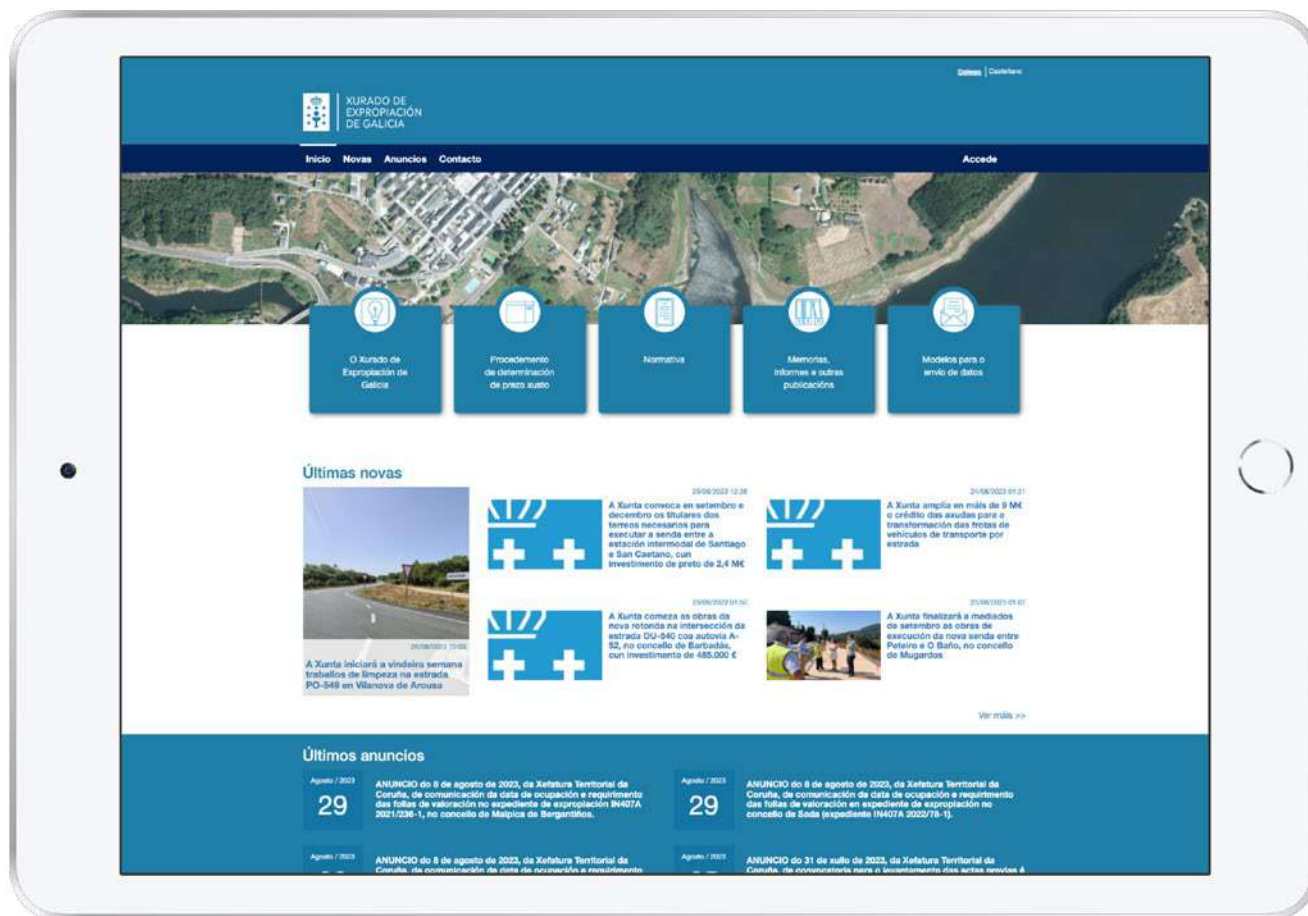 Galego | Castellano
XURADO DE
EXPROPIACIÓN
DE GALICIA
Inicio Novas Anuncios Contacto Accede
O Xurado de
Expropiación de
Galicia
Procedemento
de determinación
de prezo xusto
Normativa
Memorias,
informes e outras
publicacións
Modelos para o
envío de datos
Últimas novas
A Xunta iniciará a vindeira semana
traballos de limpeza na estrada
PO-549 en Vilanova de Arousa
A Xunta convoca en setembro e
decembro os titulares dos
terreos necesarios para
executar a senda entre a
estación intermodal de Santiago
e San Caetano, cun
investimento de preto de 2,4 M€
A Xunta amplía en máis de 9 M€
o crédito das axudas para a
transformación das frotas de
vehículos de transporte por
estrada
A Xunta comeza as obras da
nova rotonda na intersección da
estrada OU-540 coa autovía A-
52, no concello de Barbadás,
cun investimento de 485.000 €
A Xunta finalizará a mediados
de setembro as obras de
execución da nova senda entre
Peteiro e O Baño, no concello
de Mugardos
Ver máis >>
Últimos anuncios
Agosto / 2023
29
ANUNCIO do 8 de agosto de 2023, da Xefatura Territorial da
Coruña, de comunicación da data de ocupación e requirimento
das follas de valoración no expediente de expropiación IN407A
2021/236-1, no concello de Malpica de Bergantiños.
Agosto / 2023
29
ANUNCIO do 8 de agosto de 2023, da Xefatura Territorial da
Coruña, de comunicación da data de ocupación e requirimento
das follas de valoración en expediente de expropiación no
concello de Sada (expediente IN407A 2022/78-1).
Agosto / 2023
ANUNCIO do 8 de agosto de 2023, da Xefatura Territorial da
Coruña, de comunicación da data de ocupación e requirimento
Agosto / 2023
ANUNCIO do 31 de xullo de 2023, da Xefatura Territorial da
Coruña, de convocatoria para o levantamento das actas previas á